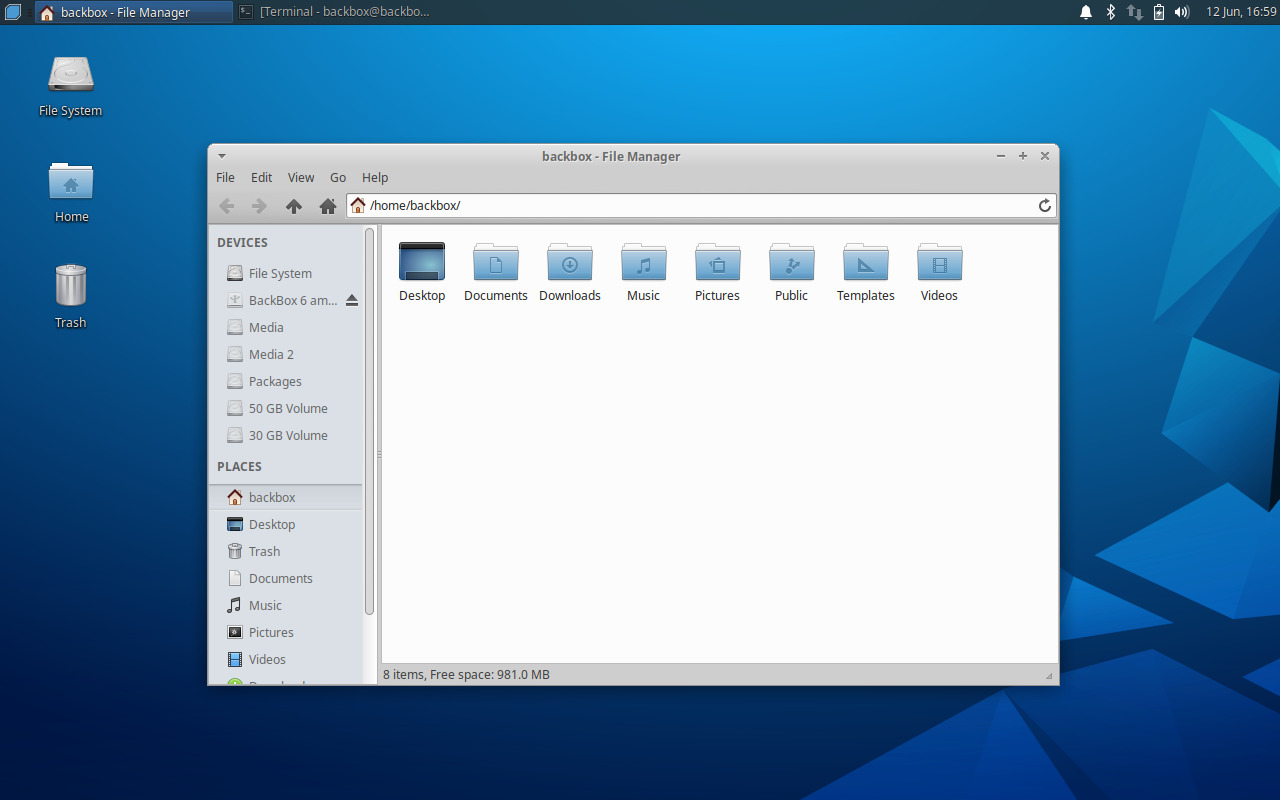 backbox - File Manager
[Terminal - backbox@backbo...
12 Jun, 16:59
File System
Home
Trash
backbox - File Manager
File Edit View Go Help
/home/backbox/
DEVICES
File System
BackBox 6 am...
Media
Media 2
Packages
50 GB Volume
30 GB Volume
PLACES
backbox
Desktop
Trash
Documents
Music
Pictures
Videos
Desktop Documents Downloads Music Pictures Public Templates Videos
8 items, Free space: 981.0 MB